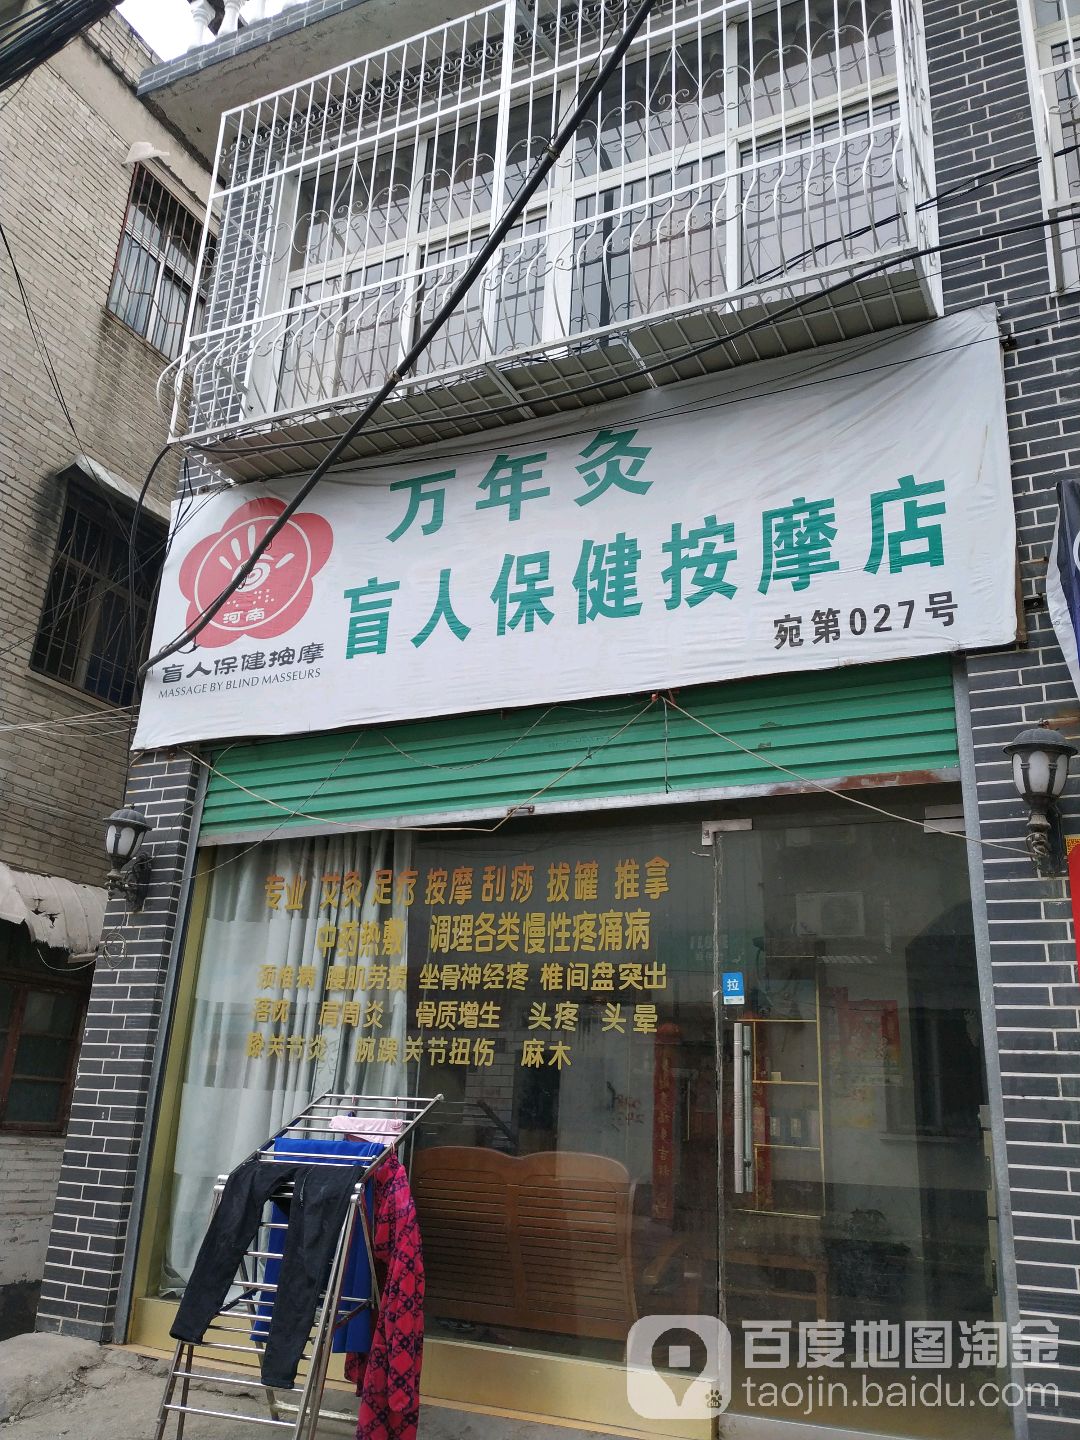 万年灸
盲人保健按摩店
宛第027号
河南
盲人保健按摩
MASSAGE BY BLIND MASSEURS
专业 艾灸 足疗 按摩 刮痧 拔罐 推拿
中药热敷 调理各类慢性疼痛病
颈椎病 腰肌劳损 坐骨神经疼 椎间盘突出
落枕 肩周炎 骨质增生 头疼 头晕
膝关节炎 腕踝关节扭伤 麻木
拉
百度地图淘金
taojin.baidu.com